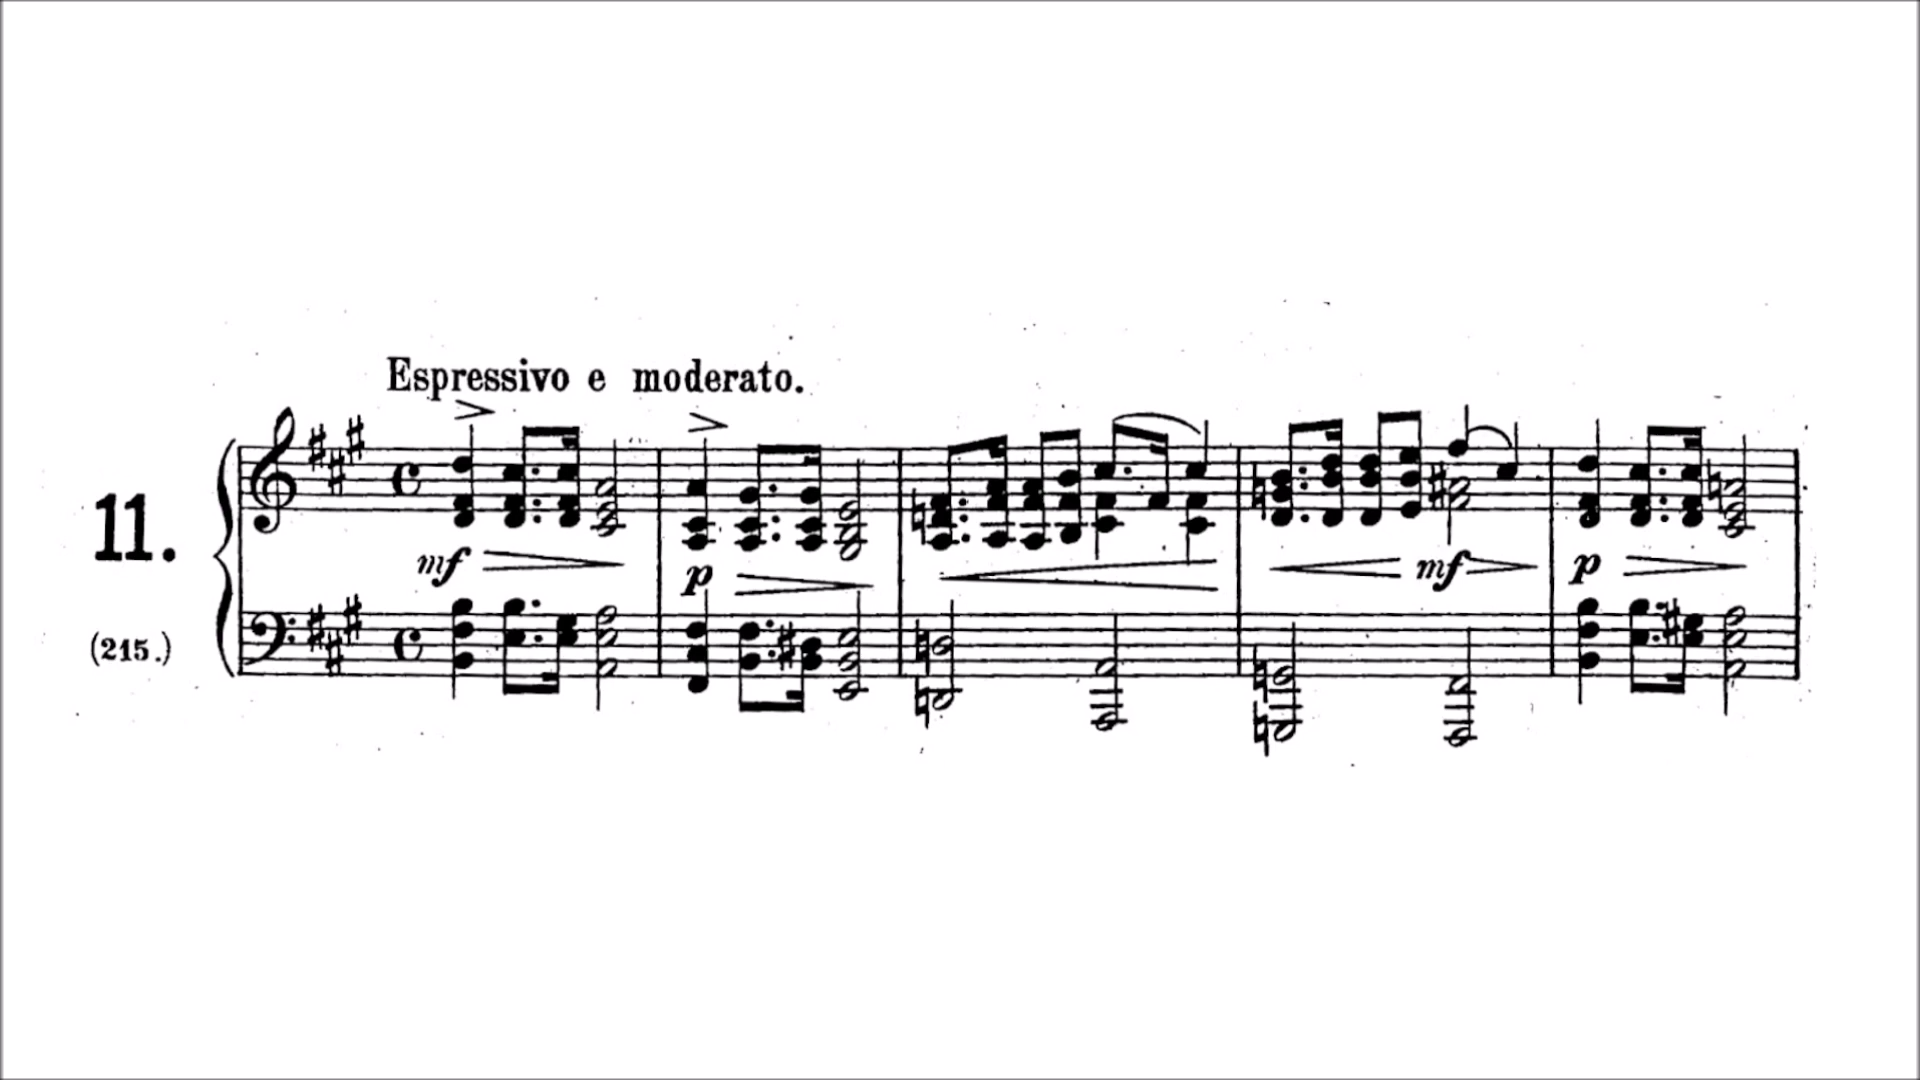 Espressivo e moderato.
11.
mf p mf p
(215.)